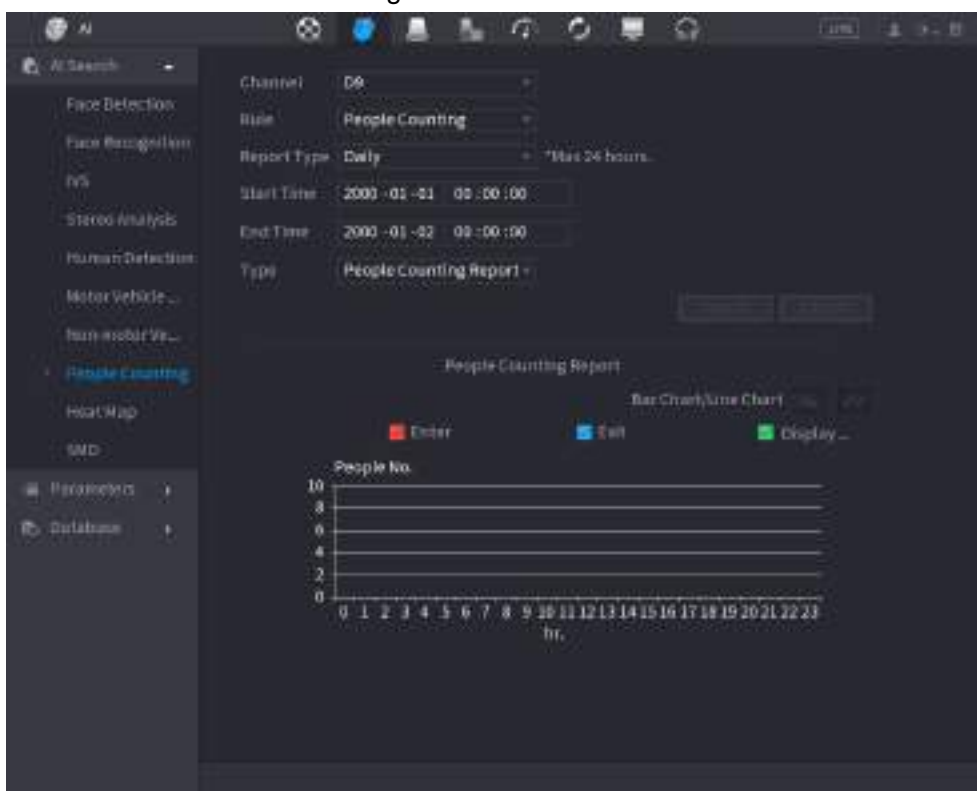 AI
LIVE
AI Search
Face Detection
Face Recognition
IVS
Stereo Analysis
Human Detection
Motor Vehicle ...
Non-motor Ve...
People Counting
Heat Map
SMD
Parameters
Database
Channel D9
Rule People Counting
Report Type Daily *Max 24 hours.
Start Time 2000 -01 -01 00 :00 :00
End Time 2000 -01 -02 00 :00 :00
Type People Counting Report
People Counting Report
Bar Chart/Line Chart
Enter Exit Display ...
People No.
10
8
6
4
2
0
0 1 2 3 4 5 6 7 8 9 10 11 12 13 14 15 16 17 18 19 20 21 22 23
hr.